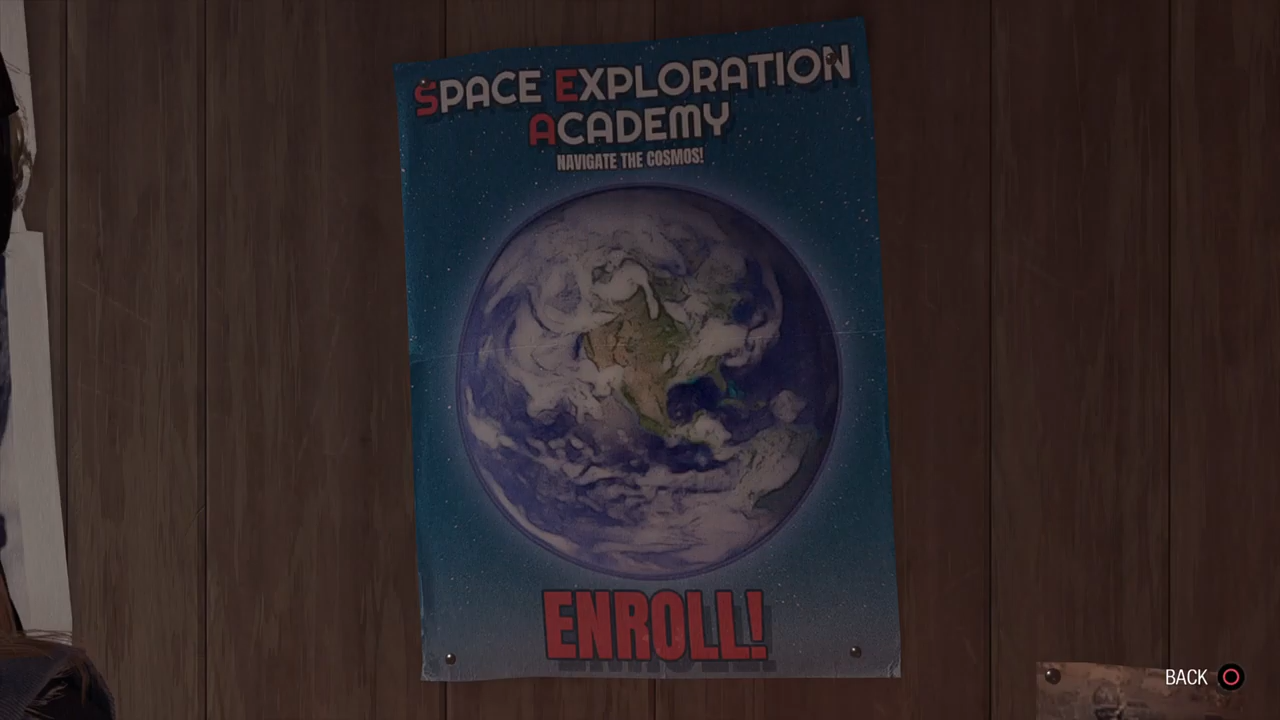 SPACE EXPLORATION
ACADEMY
NAVIGATE THE COSMOS!
ENROLL!
BACK